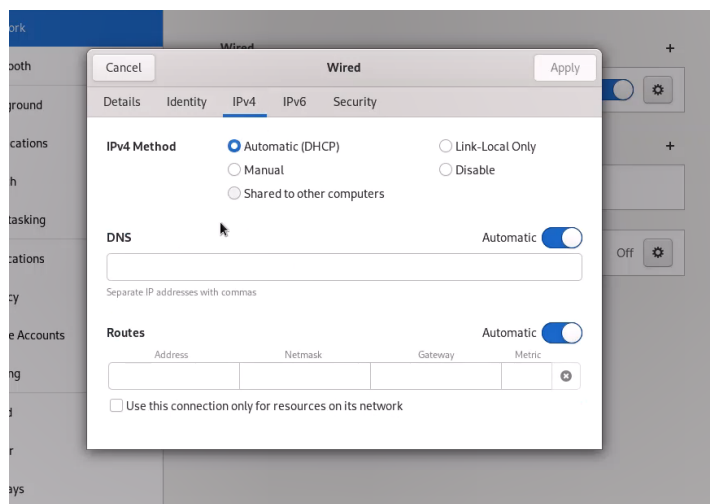 ork
Wired
+
ooth
Cancel
Wired
Apply
Details Identity IPv4 IPv6 Security
ground
cations
IPv4 Method
Automatic (DHCP)
Link-Local Only
+
Manual
Disable
h
Shared to other computers
tasking
DNS
Automatic
cations
Off
Separate IP addresses with commas
cy
e Accounts
Routes
Automatic
Address Netmask Gateway Metric
ng
Use this connection only for resources on its network
d
r
ays